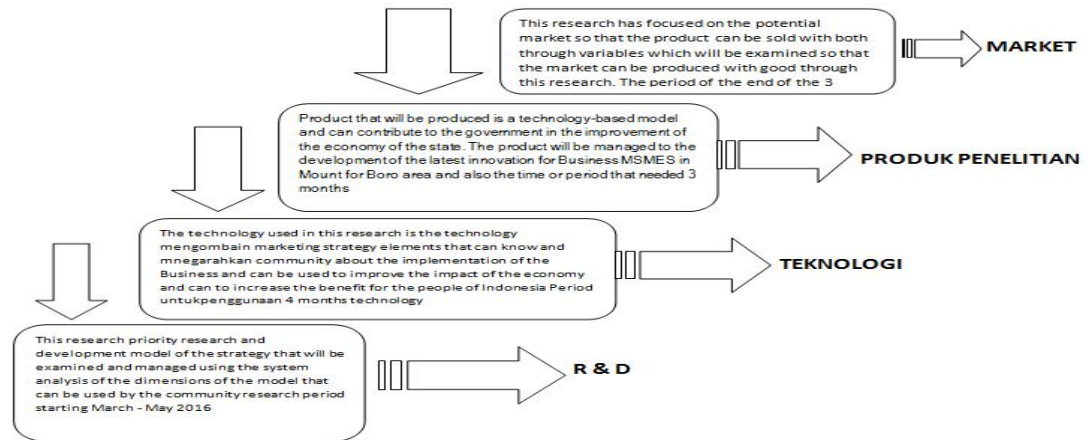 This research has focused on the potential
market so that the product can be sold with both
through variables which will be examined so that
the market can be produced with good through
this research. The period of the end of the 3
MARKET
Product that will be produced is a technology-based model
and can contribute to the government in the improvement of
the economy of the state. The product will be managed to the
development of the latest innovation for Business MSMES in
Mount for Boro area and also the time or period that needed 3
months
PRODUK PENELITIAN
The technology used in this research is the technology
mengombain marketing strategy elements that can know and
mnegarahkan community about the implementation of the
Business and can be used to improve the impact of the economy
and can to increase the benefit for the people of Indonesia Period
untukpenggunaan 4 months technology
TEKNOLOGI
This research priority research and
development model of the strategy that will be
examined and managed using the system
analysis of the dimensions of the model that
can be used by the community research period
starting March - May 2016
R & D